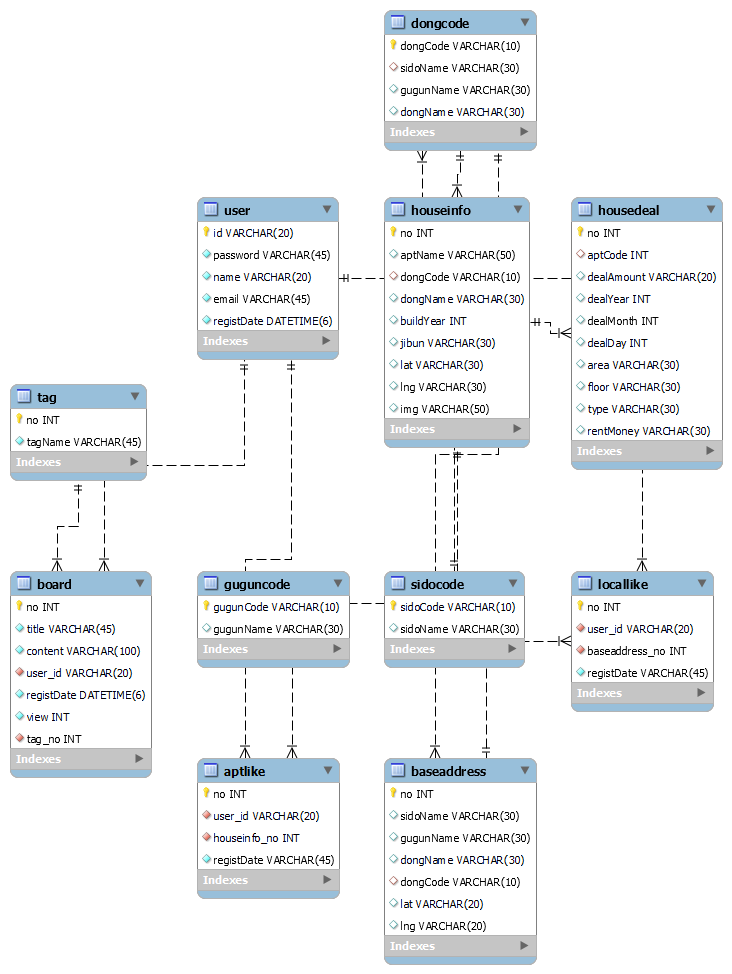 dongcode
dongCode VARCHAR(10)
sidoName VARCHAR(30)
gugunName VARCHAR(30)
dongName VARCHAR(30)
Indexes
user
id VARCHAR(20)
password VARCHAR(45)
name VARCHAR(20)
email VARCHAR(45)
registDate DATETIME(6)
Indexes
houseinfo
no INT
aptName VARCHAR(50)
dongCode VARCHAR(10)
dongName VARCHAR(30)
buildYear INT
jibun VARCHAR(30)
lat VARCHAR(30)
lng VARCHAR(30)
img VARCHAR(50)
Indexes
housedeal
no INT
aptCode INT
dealAmount VARCHAR(20)
dealYear INT
dealMonth INT
dealDay INT
area VARCHAR(30)
floor VARCHAR(30)
type VARCHAR(30)
rentMoney VARCHAR(30)
Indexes
tag
no INT
tagName VARCHAR(45)
Indexes
board
no INT
title VARCHAR(45)
content VARCHAR(100)
user_id VARCHAR(20)
registDate DATETIME(6)
view INT
tag_no INT
Indexes
guguncode
gugunCode VARCHAR(10)
gugunName VARCHAR(30)
Indexes
sidocode
sidoCode VARCHAR(10)
sidoName VARCHAR(30)
Indexes
locallike
no INT
user_id VARCHAR(20)
baseaddress_no INT
registDate VARCHAR(45)
Indexes
aptlike
no INT
user_id VARCHAR(20)
houseinfo_no INT
registDate VARCHAR(45)
Indexes
baseaddress
no INT
sidoName VARCHAR(30)
gugunName VARCHAR(30)
dongName VARCHAR(30)
dongCode VARCHAR(10)
lat VARCHAR(20)
lng VARCHAR(20)
Indexes